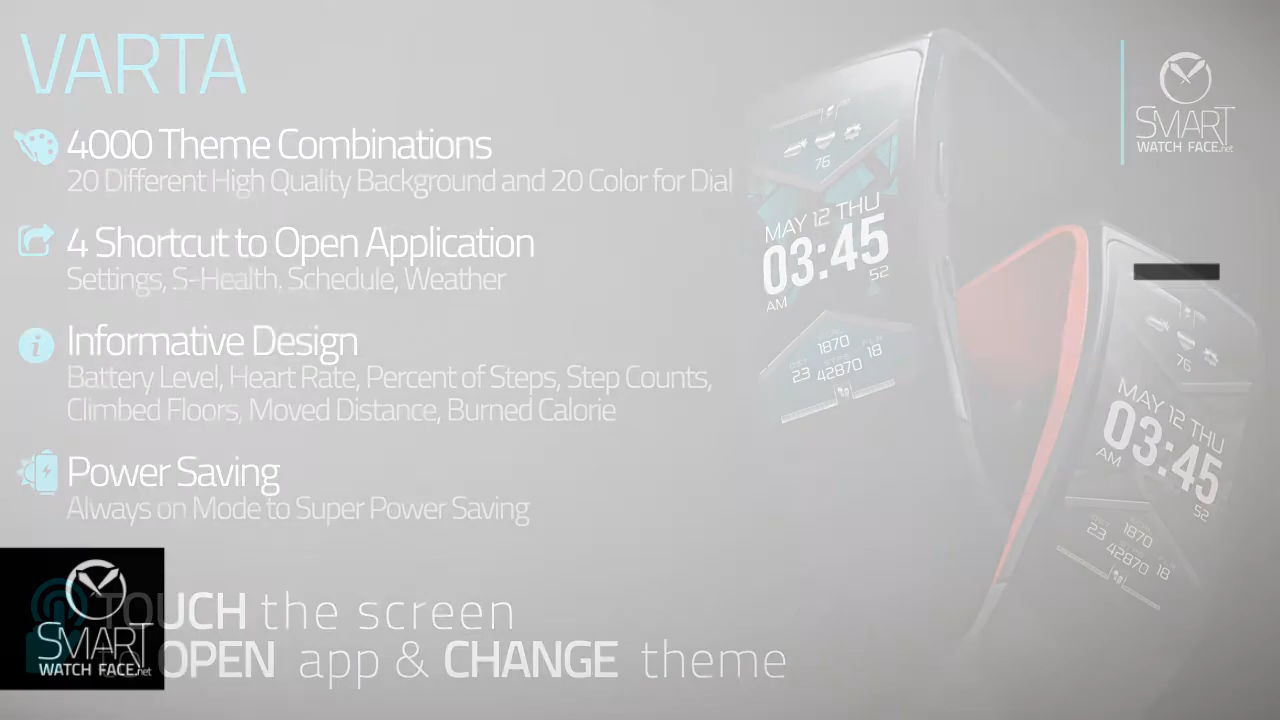 VARTA
4000 Theme Combinations
20 Different High Quality Background and 20 Color for Dial
4 Shortcut to Open Application
Settings, S-Health, Schedule, Weather
Informative Design
Battery Level, Heart Rate, Percent of Steps, Step Counts,
Climbed Floors, Moved Distance, Burned Calorie
Power Saving
Always on Mode to Super Power Saving
TOUCH the screen
to OPEN app & CHANGE theme
SMART
WATCH FACE.net
SMART
WATCH FACE.net
76
MAY 12 THU
03:45
52
AM
1870
23 42870 18
76
MAY 12 THU
03:45
AM
52
1870
23 42870 18